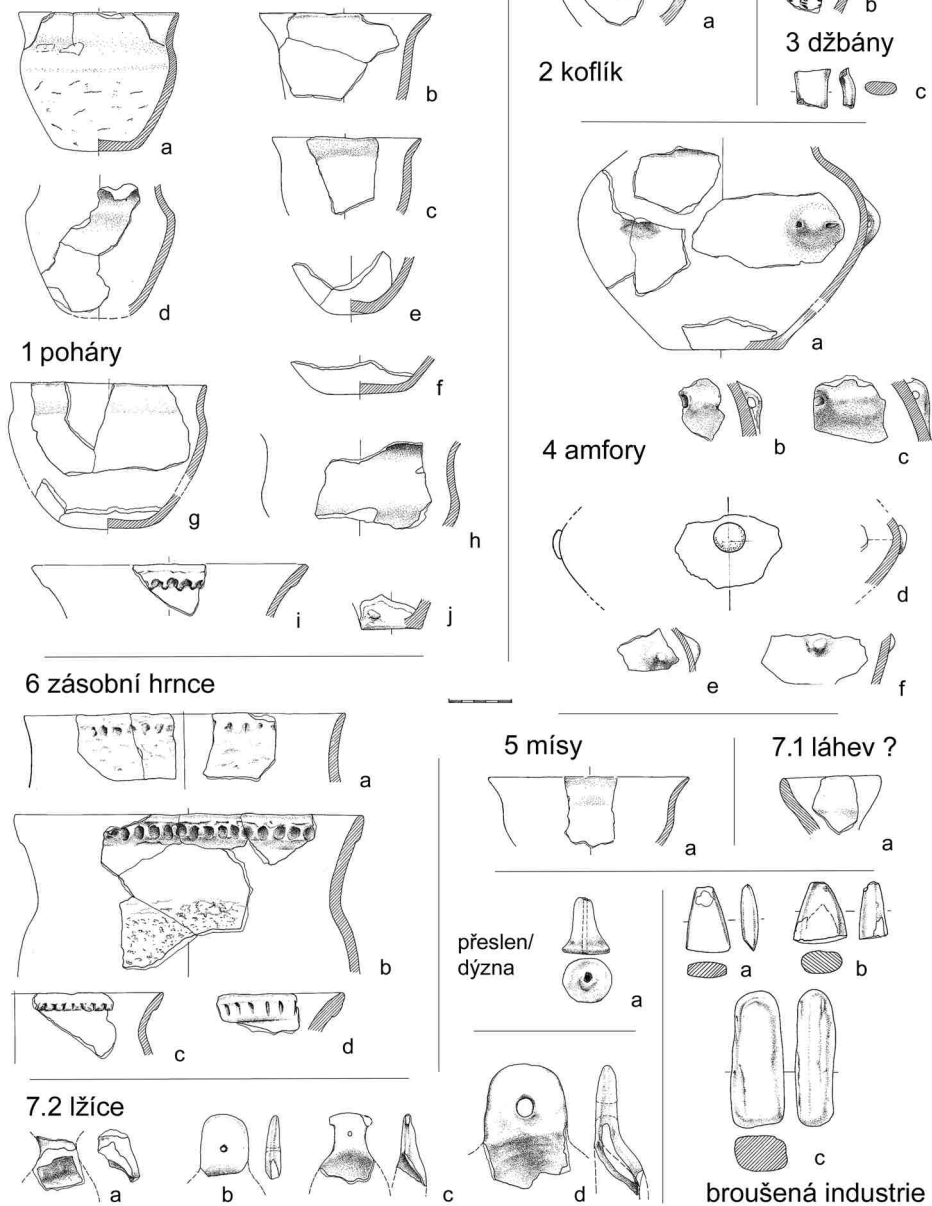 a
b
c
d
e
1 poháry
f
g
h
i
j
a
2 koflík
b
3 džbány
c
a
b
c
4 amfory
d
e
f
6 zásobní hrnce
a
b
c
d
5 mísy
a
7.1 láhev ?
a
přeslen/
dýzna
a
a
b
c
broušená industrie
7.2 lžíce
a
b
c
d